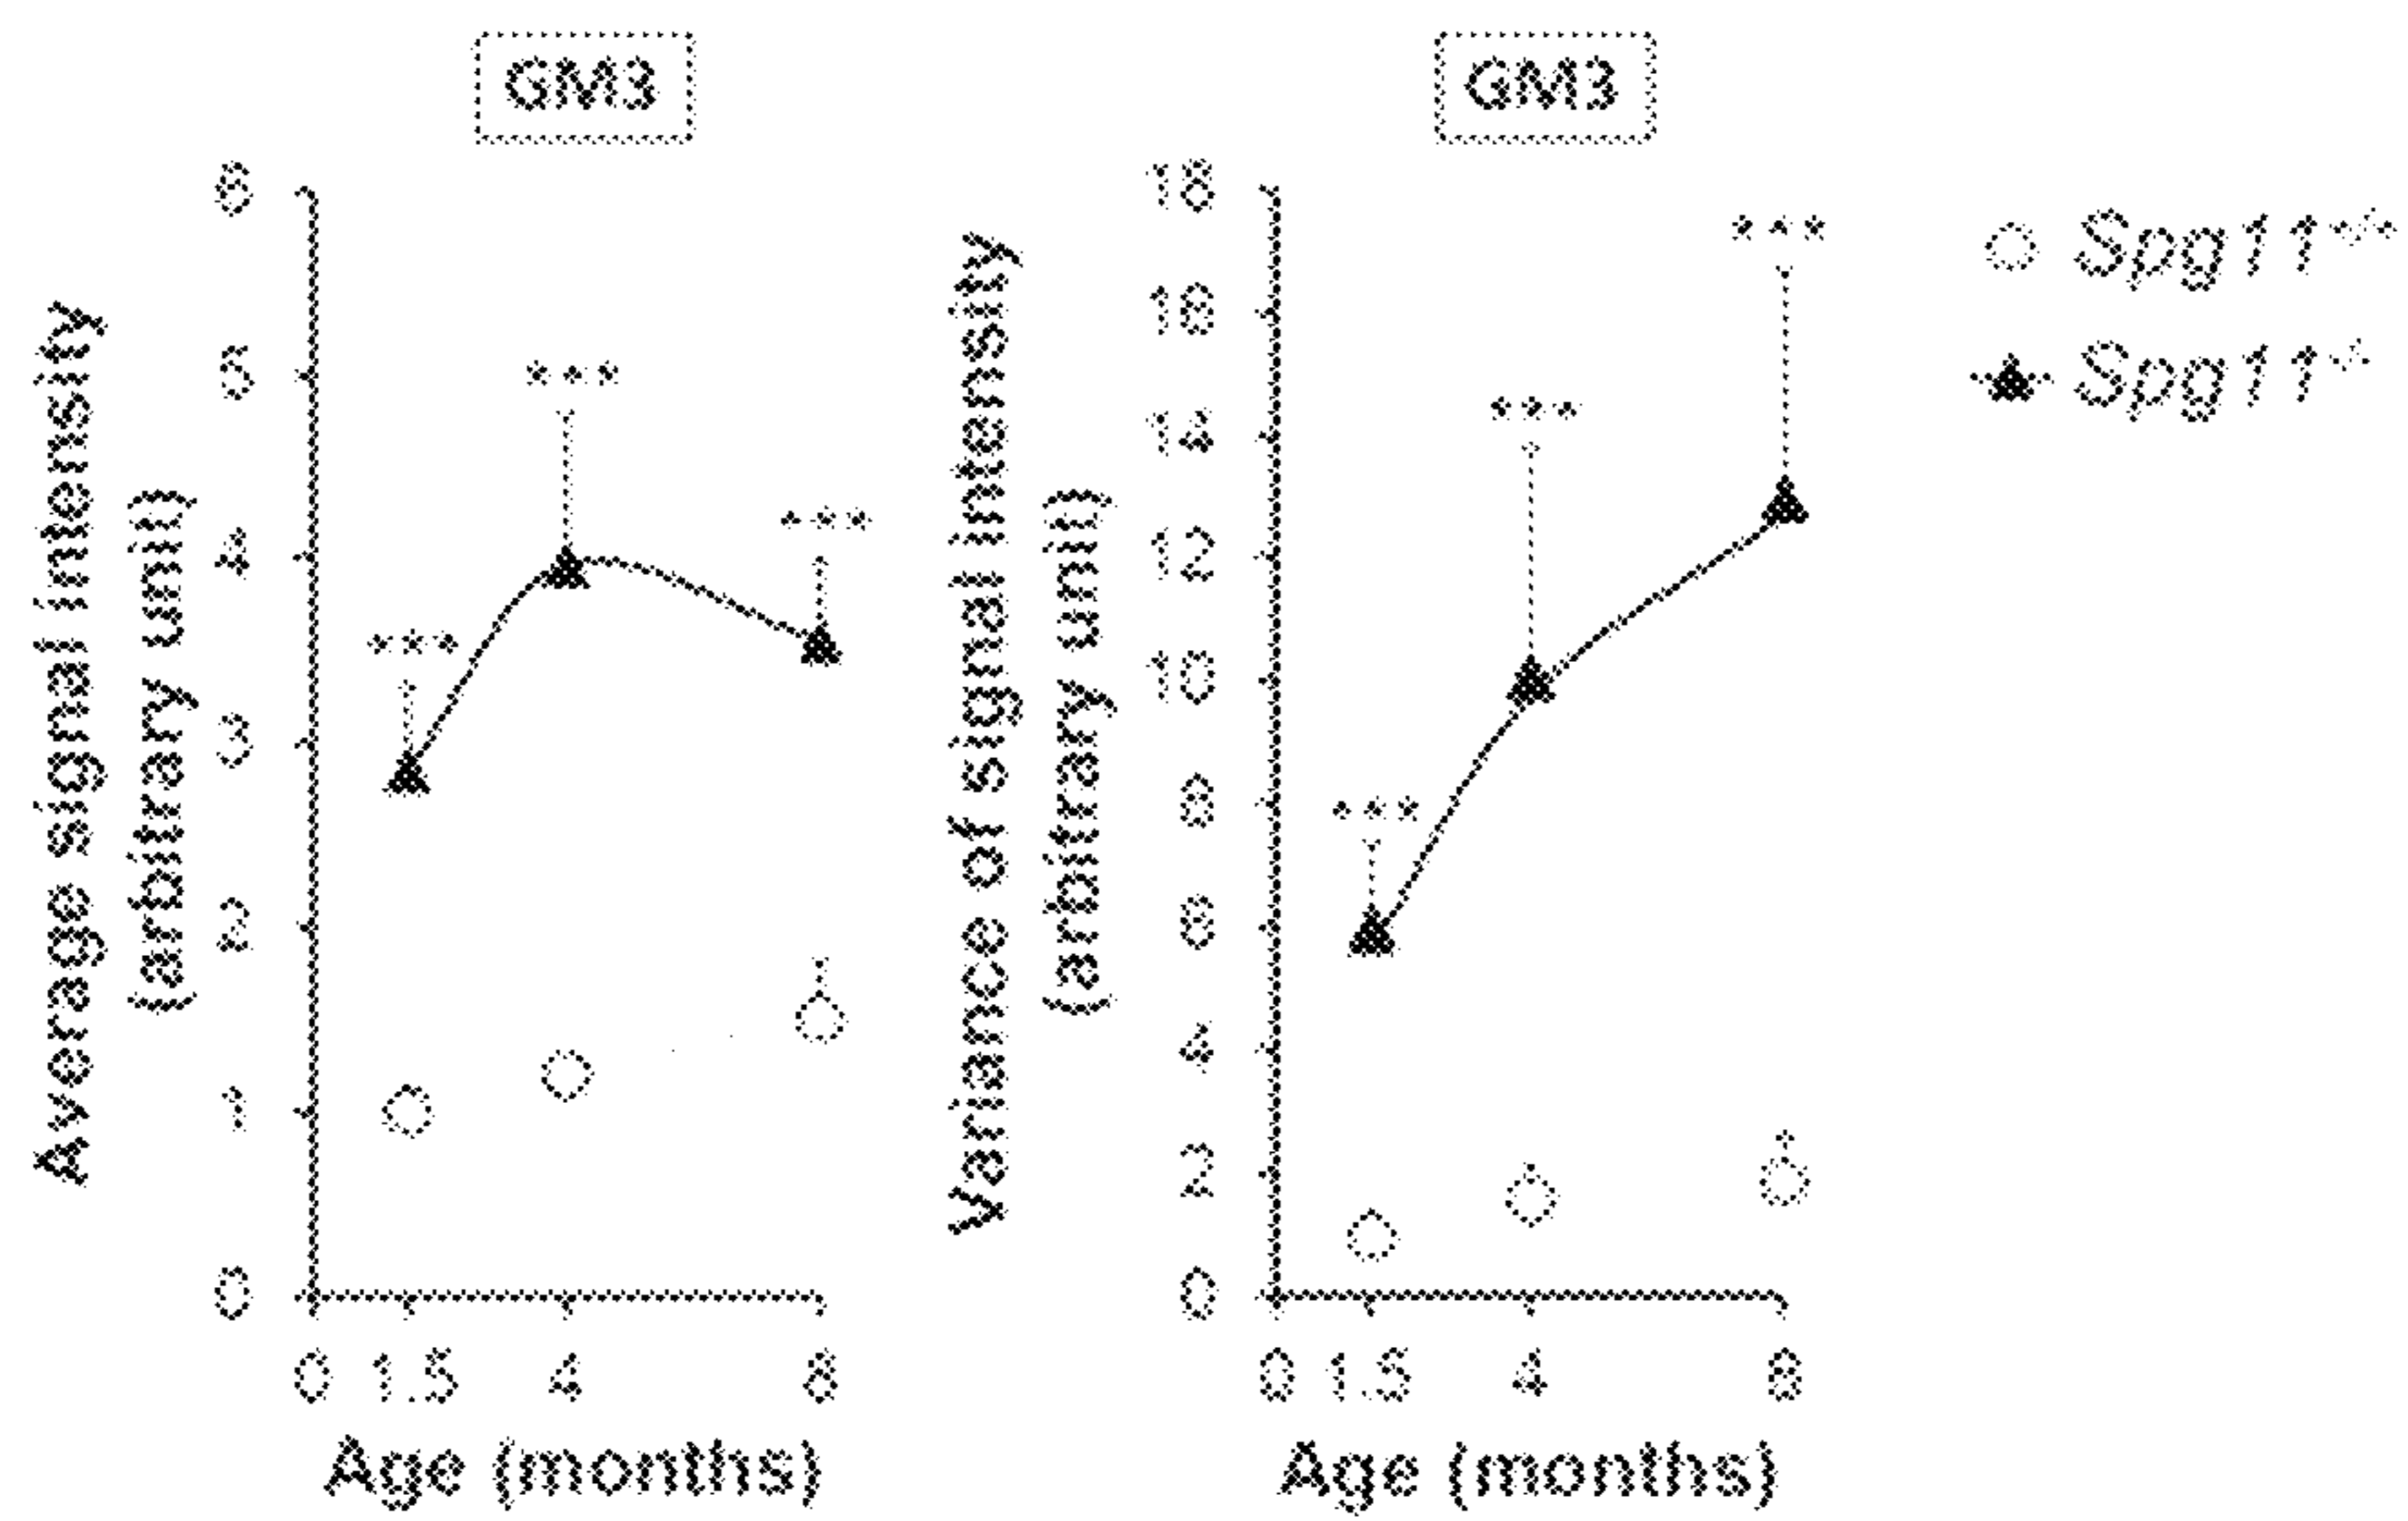 GM3
6
5
4
3
2
1
0
0 1.5 4 8
Age (months)
Average signal intensity
(arbitrary unit)
GM3
18
16
14
12
10
8
6
4
2
0
0 1.5 4 8
Age (months)
Variance of signal intensity
(arbitrary unit)
***
***
***
***
***
***
Spg11
Spg11